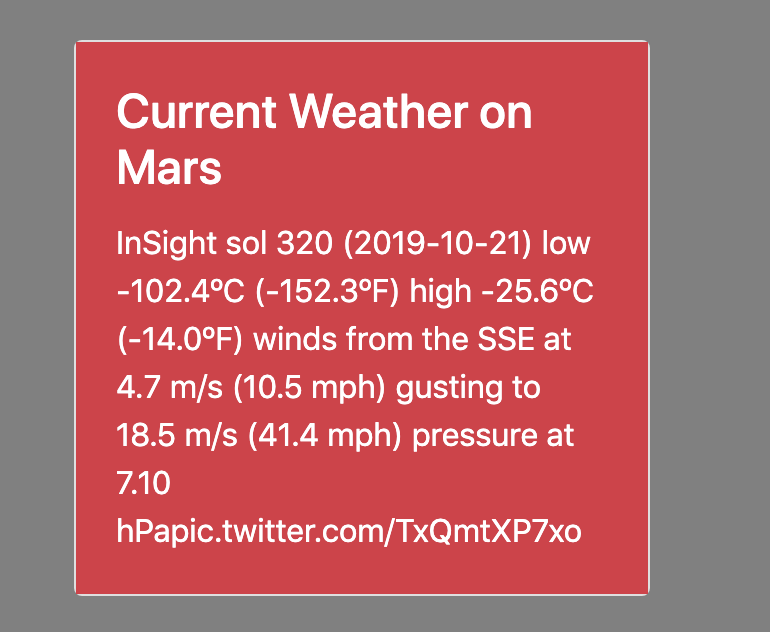 Current Weather on
Mars
InSight sol 320 (2019-10-21) low
-102.4ºC (-152.3ºF) high -25.6ºC
(-14.0ºF) winds from the SSE at
4.7 m/s (10.5 mph) gusting to
18.5 m/s (41.4 mph) pressure at
7.10
hPapic.twitter.com/TxQmtXP7xo